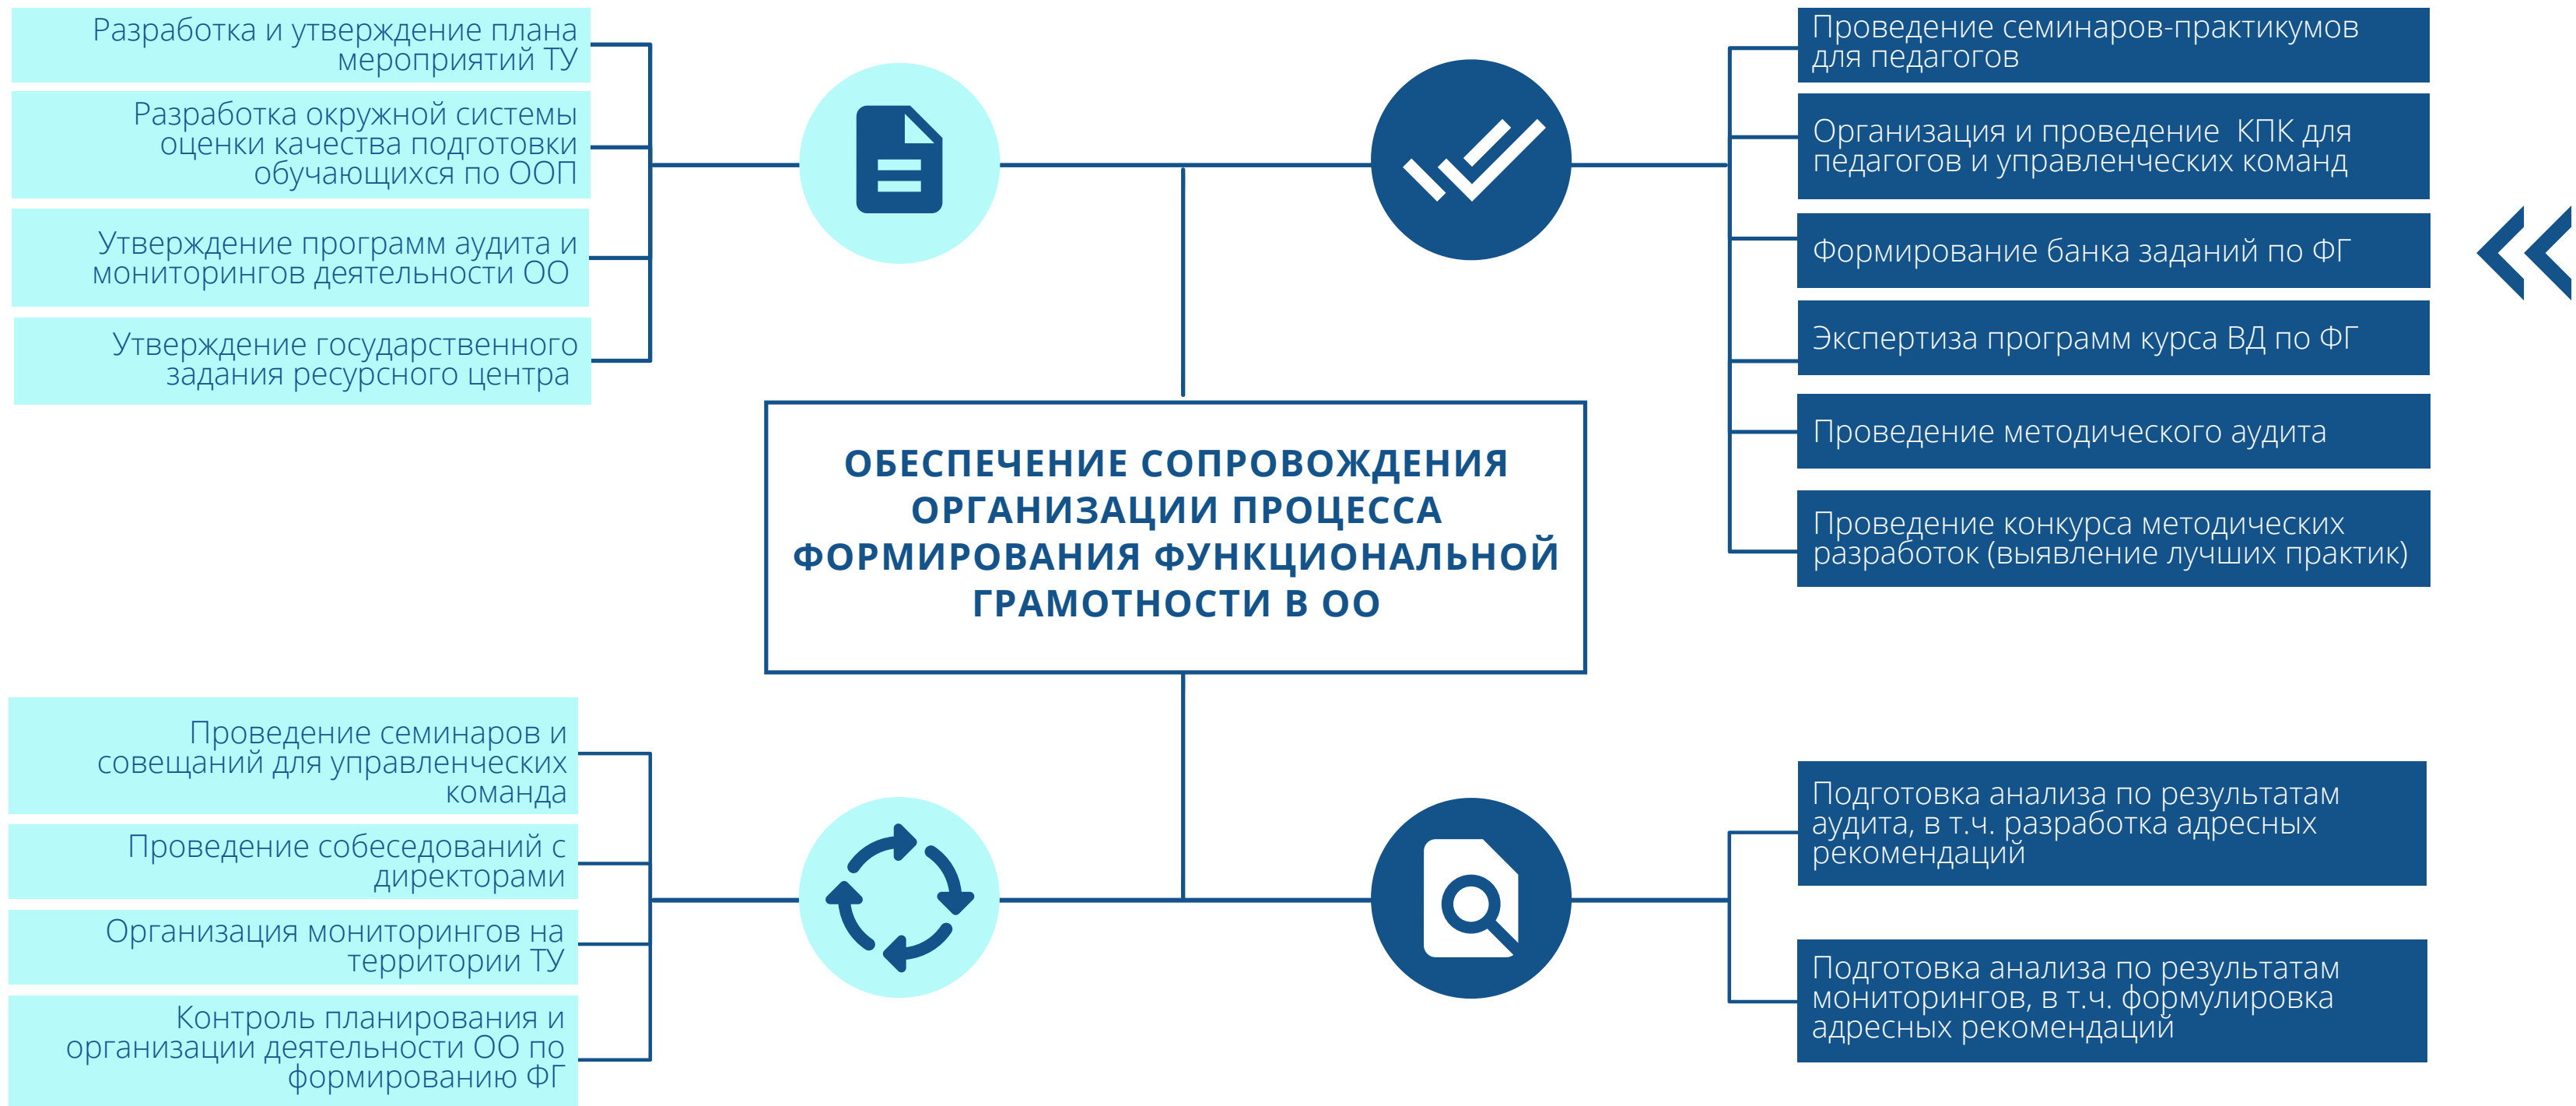 Разработка и утверждение плана
мероприятий ТУ
Разработка окружной системы
оценки качества подготовки
обучающихся по ООП
Утверждение программ аудита и
мониторингов деятельности ОО
Утверждение государственного
задания ресурсного центра
Проведение семинаров-практикумов
для педагогов
Организация и проведение КПК для
педагогов и управленческих команд
Формирование банка заданий по ФГ
Экспертиза программ курса ВД по ФГ
Проведение методического аудита
Проведение конкурса методических
разработок (выявление лучших практик)
ОБЕСПЕЧЕНИЕ СОПРОВОЖДЕНИЯ
ОРГАНИЗАЦИИ ПРОЦЕССА
ФОРМИРОВАНИЯ ФУНКЦИОНАЛЬНОЙ
ГРАМОТНОСТИ В ОО
Проведение семинаров и
совещаний для управленческих
команда
Проведение собеседований с
директорами
Организация мониторингов на
территории ТУ
Контроль планирования и
организации деятельности ОО по
формированию ФГ
Подготовка анализа по результатам
аудита, в т.ч. разработка адресных
рекомендаций
Подготовка анализа по результатам
мониторингов, в т.ч. формулировка
адресных рекомендаций